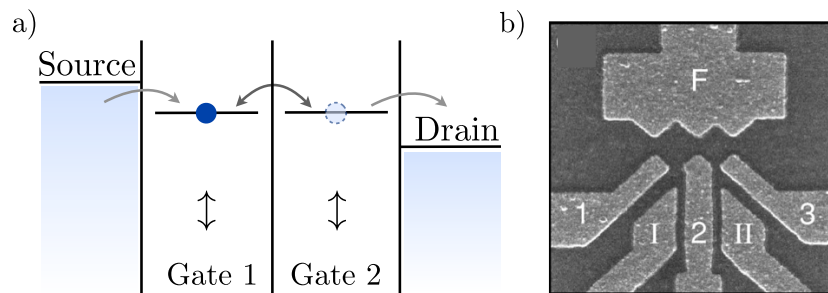 a)
Source
Drain
Gate 1
Gate 2
b)
F
1
I
2
II
3